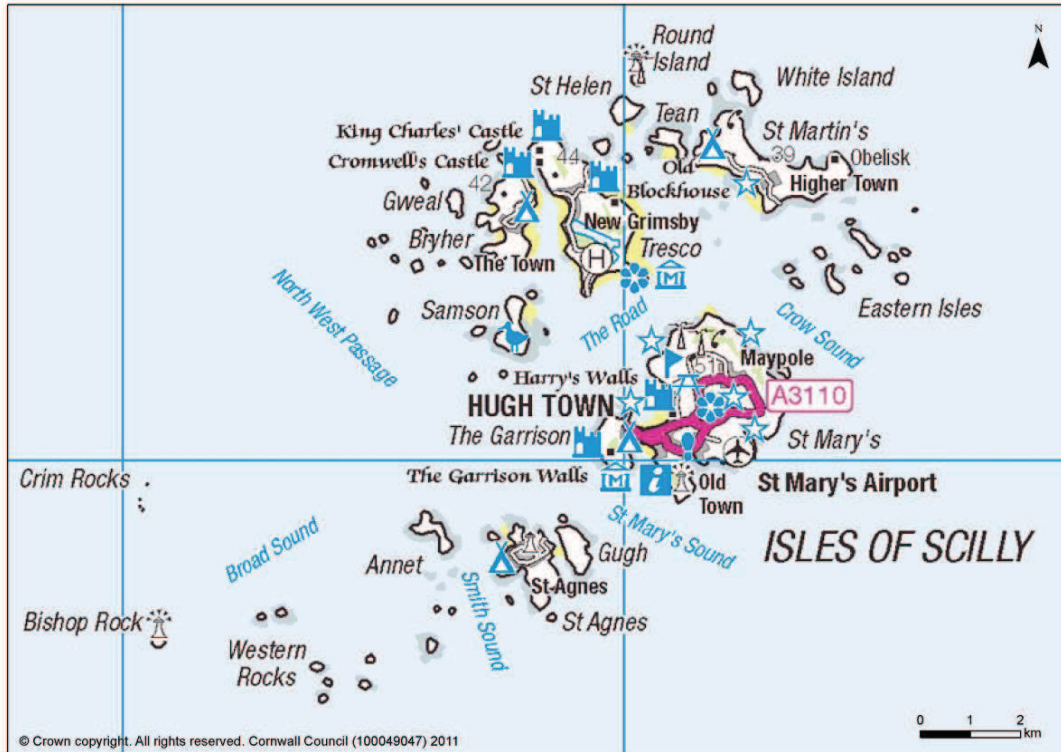 N
Round
Island
White Island
St Helen
Tean
St Martin's
King Charles' Castle
44
Old
39
Obelisk
Cromwell's Castle
42
Blockhouse
Higher Town
Gweal
New Grimsby
Bryher
Tresco
The Town
H
M
Eastern Isles
North West Passage
Samson
The Road
Crow Sound
Maypole
51
Harry's Walls
HUGH TOWN
A3110
The Garrison
St Mary's
Crim Rocks
The Garrison Walls
M
i
Old
Town
St Mary's Airport
St Mary's Sound
ISLES OF SCILLY
Broad Sound
Annet
Gugh
Smith Sound
St Agnes
St Agnes
Bishop Rock
Western
Rocks
0 1 2
km
© Crown copyright. All rights reserved. Cornwall Council (100049047) 2011